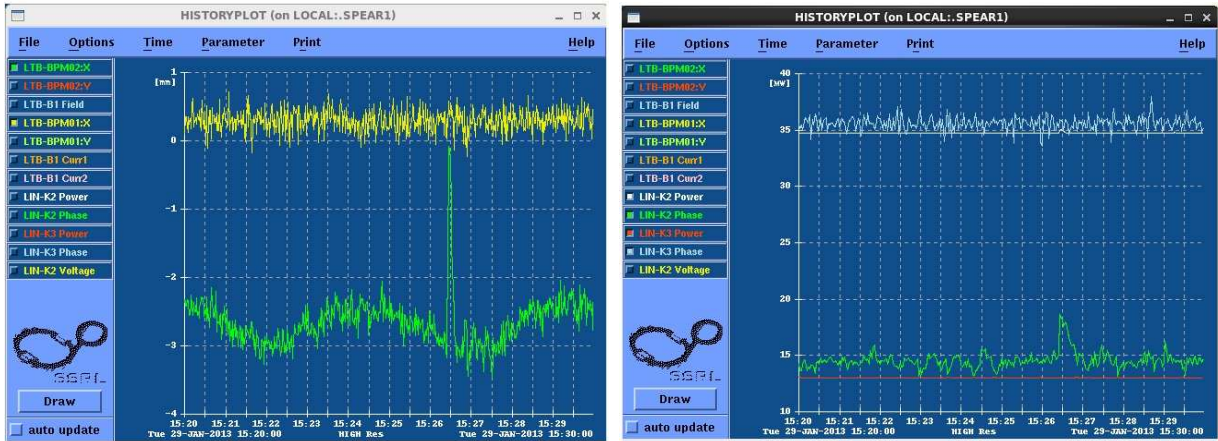 HISTORYPLOT (on LOCAL:.SPEAR1)
File Options Time Parameter Print Help
LTB-BPM02:X
LTB-BPM02:Y
LTB-B1 Field
LTB-BPM01:X
LTB-BPM01:Y
LTB-B1 Curr1
LTB-B1 Curr2
LIN-K2 Power
LIN-K2 Phase
LIN-K3 Power
LIN-K3 Phase
LIN-K2 Voltage
SSRL
Draw
auto update
1
[mm]
0
-1
-2
-3
-4
15:20 15:21 15:22 15:23 15:24 15:25 15:26 15:27 15:28 15:29
Tue 29-JAN-2013 15:20:00 HIGH Res Tue 29-JAN-2013 15:30:00
HISTORYPLOT (on LOCAL:.SPEAR1)
File Options Time Parameter Print Help
LTB-BPM02:X
LTB-BPM02:Y
LTB-B1 Field
LTB-BPM01:X
LTB-BPM01:Y
LTB-B1 Curr1
LTB-B1 Curr2
LIN-K2 Power
LIN-K2 Phase
LIN-K3 Power
LIN-K3 Phase
LIN-K2 Voltage
SSRL
Draw
auto update
40
[MW]
35
30
25
20
15
10
15:20 15:21 15:22 15:23 15:24 15:25 15:26 15:27 15:28 15:29
Tue 29-JAN-2013 15:20:00 HIGH Res Tue 29-JAN-2013 15:30:00